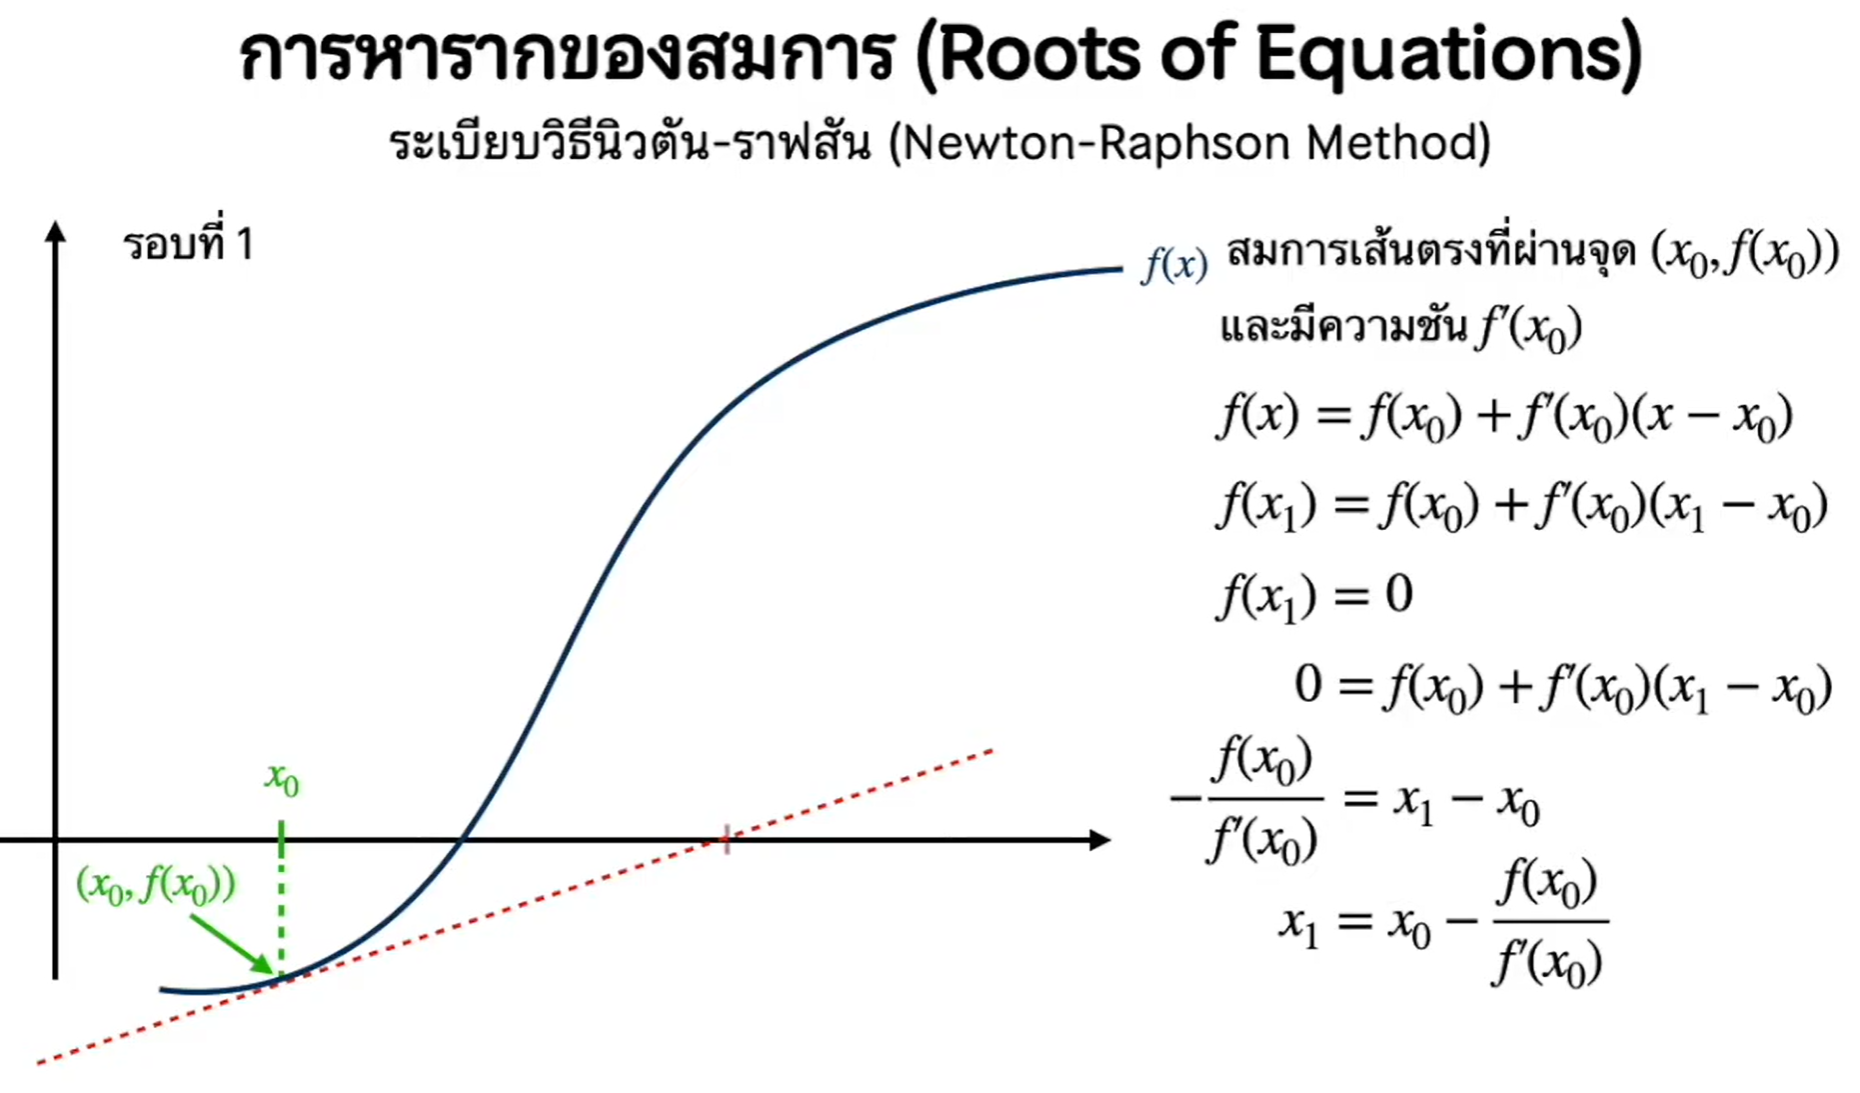 การหารากของสมการ (Roots of Equations)
ระเบียบวิธีนิวตัน-ราฟสัน (Newton-Raphson Method)
รอบที่ 1
f(x)
x₀
(x₀, f(x₀))
สมการเส้นตรงที่ผ่านจุด (x₀, f(x₀))
และมีความชัน f′(x₀)
f(x) = f(x₀) + f′(x₀)(x − x₀)
f(x₁) = f(x₀) + f′(x₀)(x₁ − x₀)
f(x₁) = 0
0 = f(x₀) + f′(x₀)(x₁ − x₀)
−f(x₀)/f′(x₀) = x₁ − x₀
x₁ = x₀ − f(x₀)/f′(x₀)